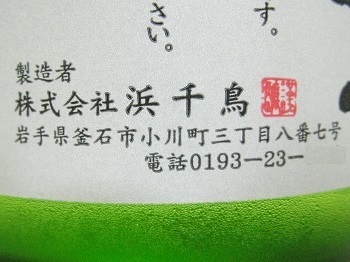 す。
さい。
製造者
株式会社浜千鳥
岩手県釜石市小川町三丁目八番七号
電話0193ー23ー